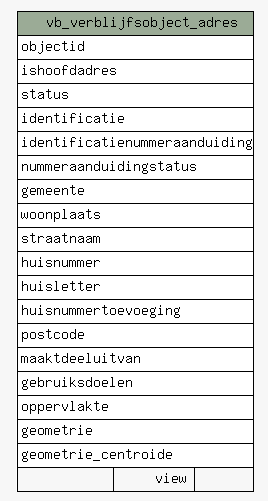 vb_verblijfsobject_adres
objectid
ishoofdadres
status
identificatie
identificatienummeraanduiding
nummeraanduidingstatus
gemeente
woonplaats
straatnaam
huisnummer
huisletter
huisnummertoevoeging
postcode
maaktdeeluitvan
gebruiksdoelen
oppervlakte
geometrie
geometrie_centroide
view